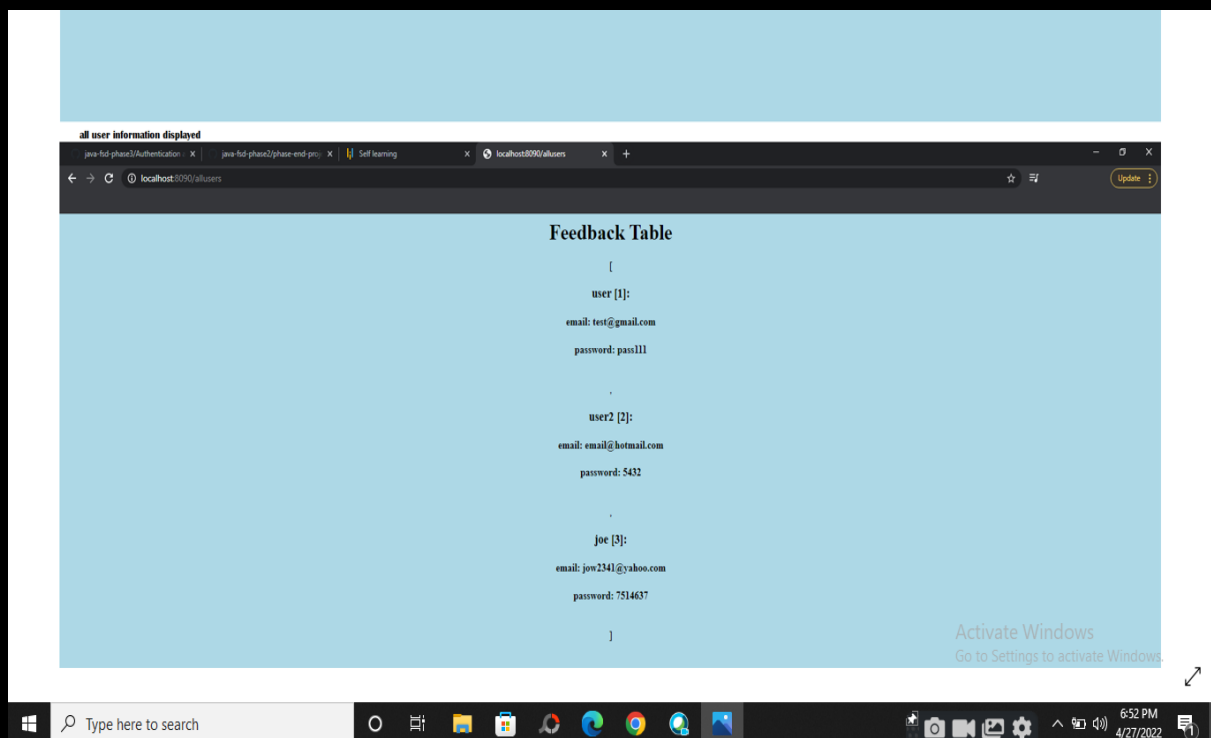 all user information displayed
java-fsd-phase3/Authentication
java-fsd-phase2/phase-end-proj
Self learning
localhost:8090/allusers
localhost:8090/allusers
Update
Feedback Table
[
user [1]:
email: test@gmail.com
password: pass111
,
user2 [2]:
email: email@hotmail.com
password: 5432
,
joe [3]:
email: jow2341@yahoo.com
password: 7514637
]
Activate Windows
Go to Settings to activate Windows.
Type here to search
6:52 PM
4/27/2022
1